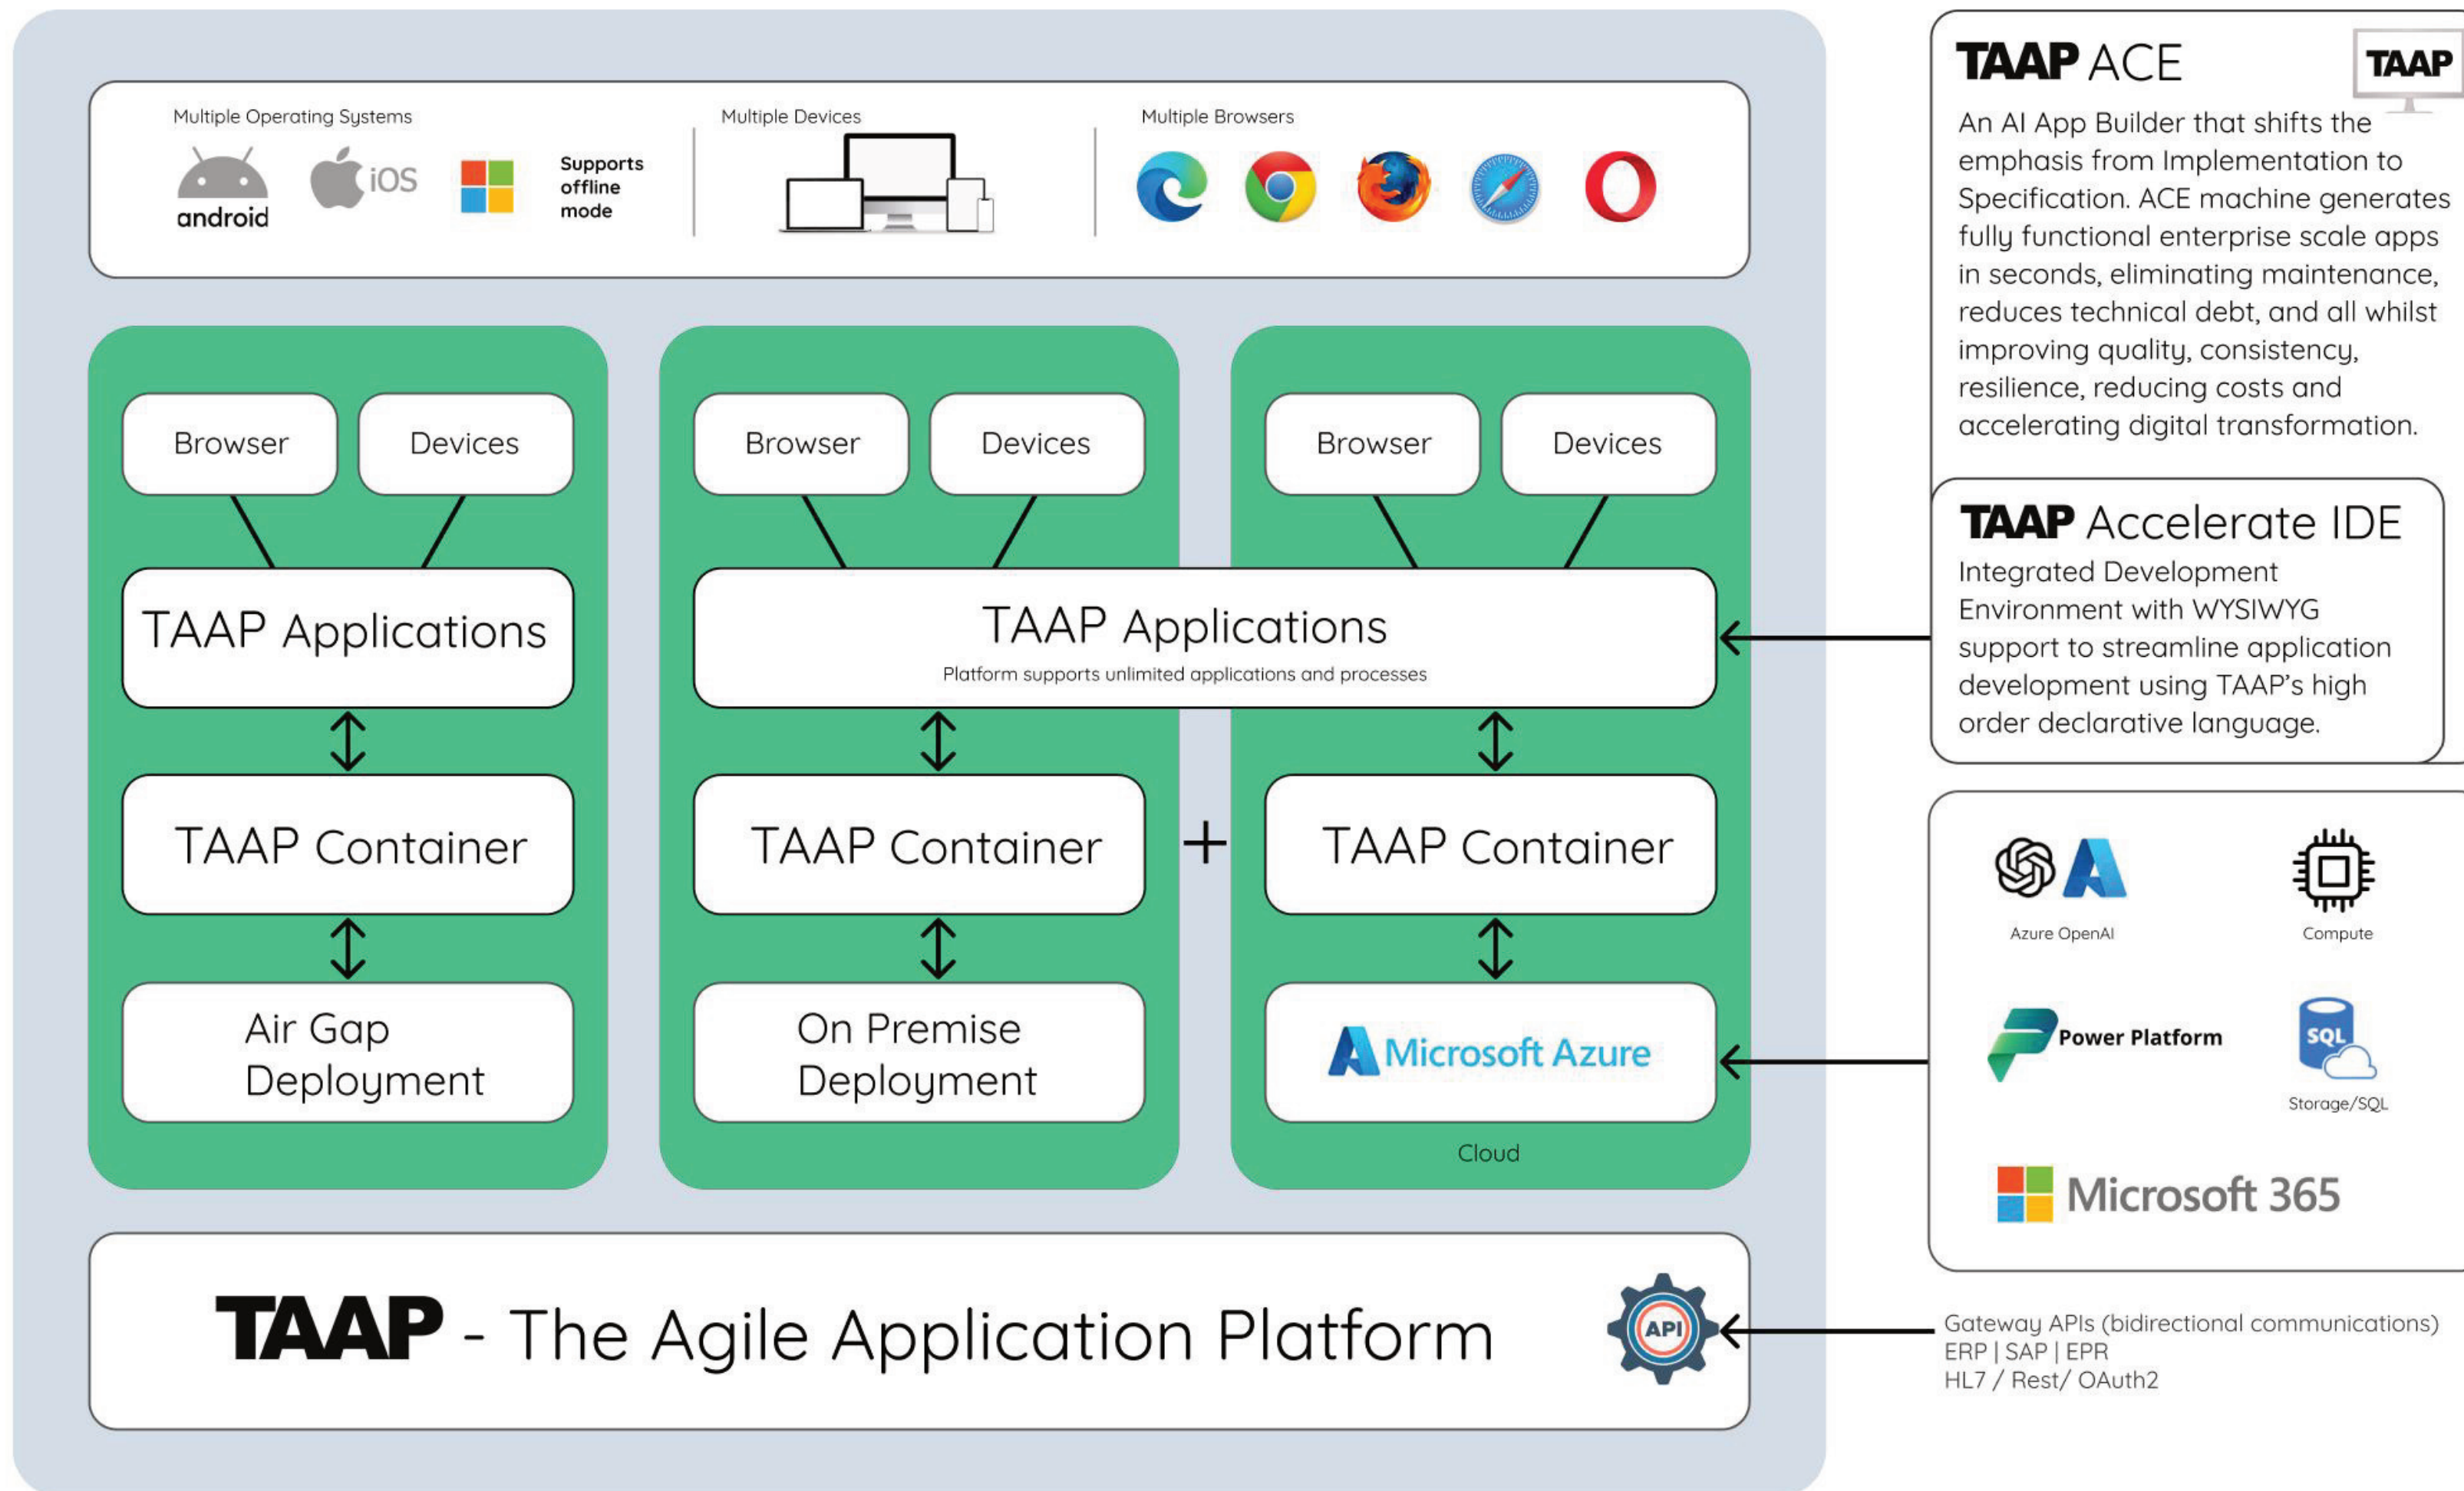 Multiple Operating Systems
android
iOS
Supports
offline
mode
Multiple Devices
Multiple Browsers
Browser
Devices
TAAP Applications
TAAP Container
Air Gap
Deployment
Browser
Devices
Browser
Devices
TAAP Applications
Platform supports unlimited applications and processes
TAAP Container
+
TAAP Container
On Premise
Deployment
Microsoft Azure
Cloud
TAAP - The Agile Application Platform
API
TAAP ACE
TAAP
An AI App Builder that shifts the
emphasis from Implementation to
Specification. ACE machine generates
fully functional enterprise scale apps
in seconds, eliminating maintenance,
reduces technical debt, and all whilst
improving quality, consistency,
resilience, reducing costs and
accelerating digital transformation.
TAAP Accelerate IDE
Integrated Development
Environment with WYSIWYG
support to streamline application
development using TAAP's high
order declarative language.
Azure OpenAI
Compute
Power Platform
SQL
Storage/SQL
Microsoft 365
Gateway APIs (bidirectional communications)
ERP | SAP | EPR
HL7 / Rest/ OAuth2